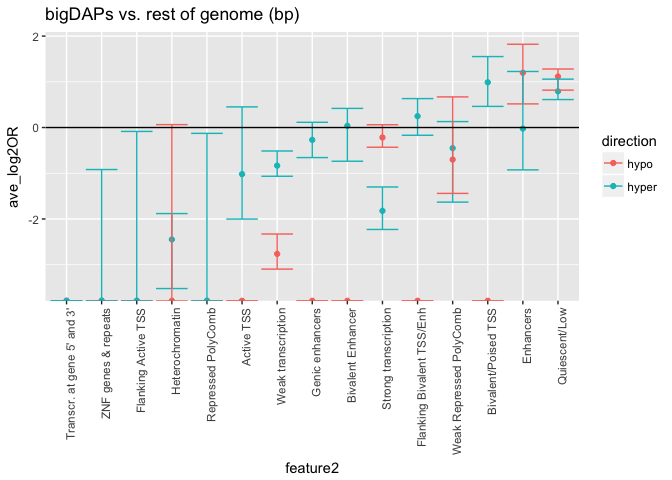 bigDAPs vs. rest of genome (bp)
2
0
-2
ave_log2OR
Transcr. at gene 5' and 3'
ZNF genes & repeats
Flanking Active TSS
Heterochromatin
Repressed PolyComb
Active TSS
Weak transcription
Genic enhancers
Bivalent Enhancer
Strong transcription
Flanking Bivalent TSS/Enh
Weak Repressed PolyComb
Bivalent/Poised TSS
Enhancers
Quiescent/Low
feature2
direction
hypo
hyper